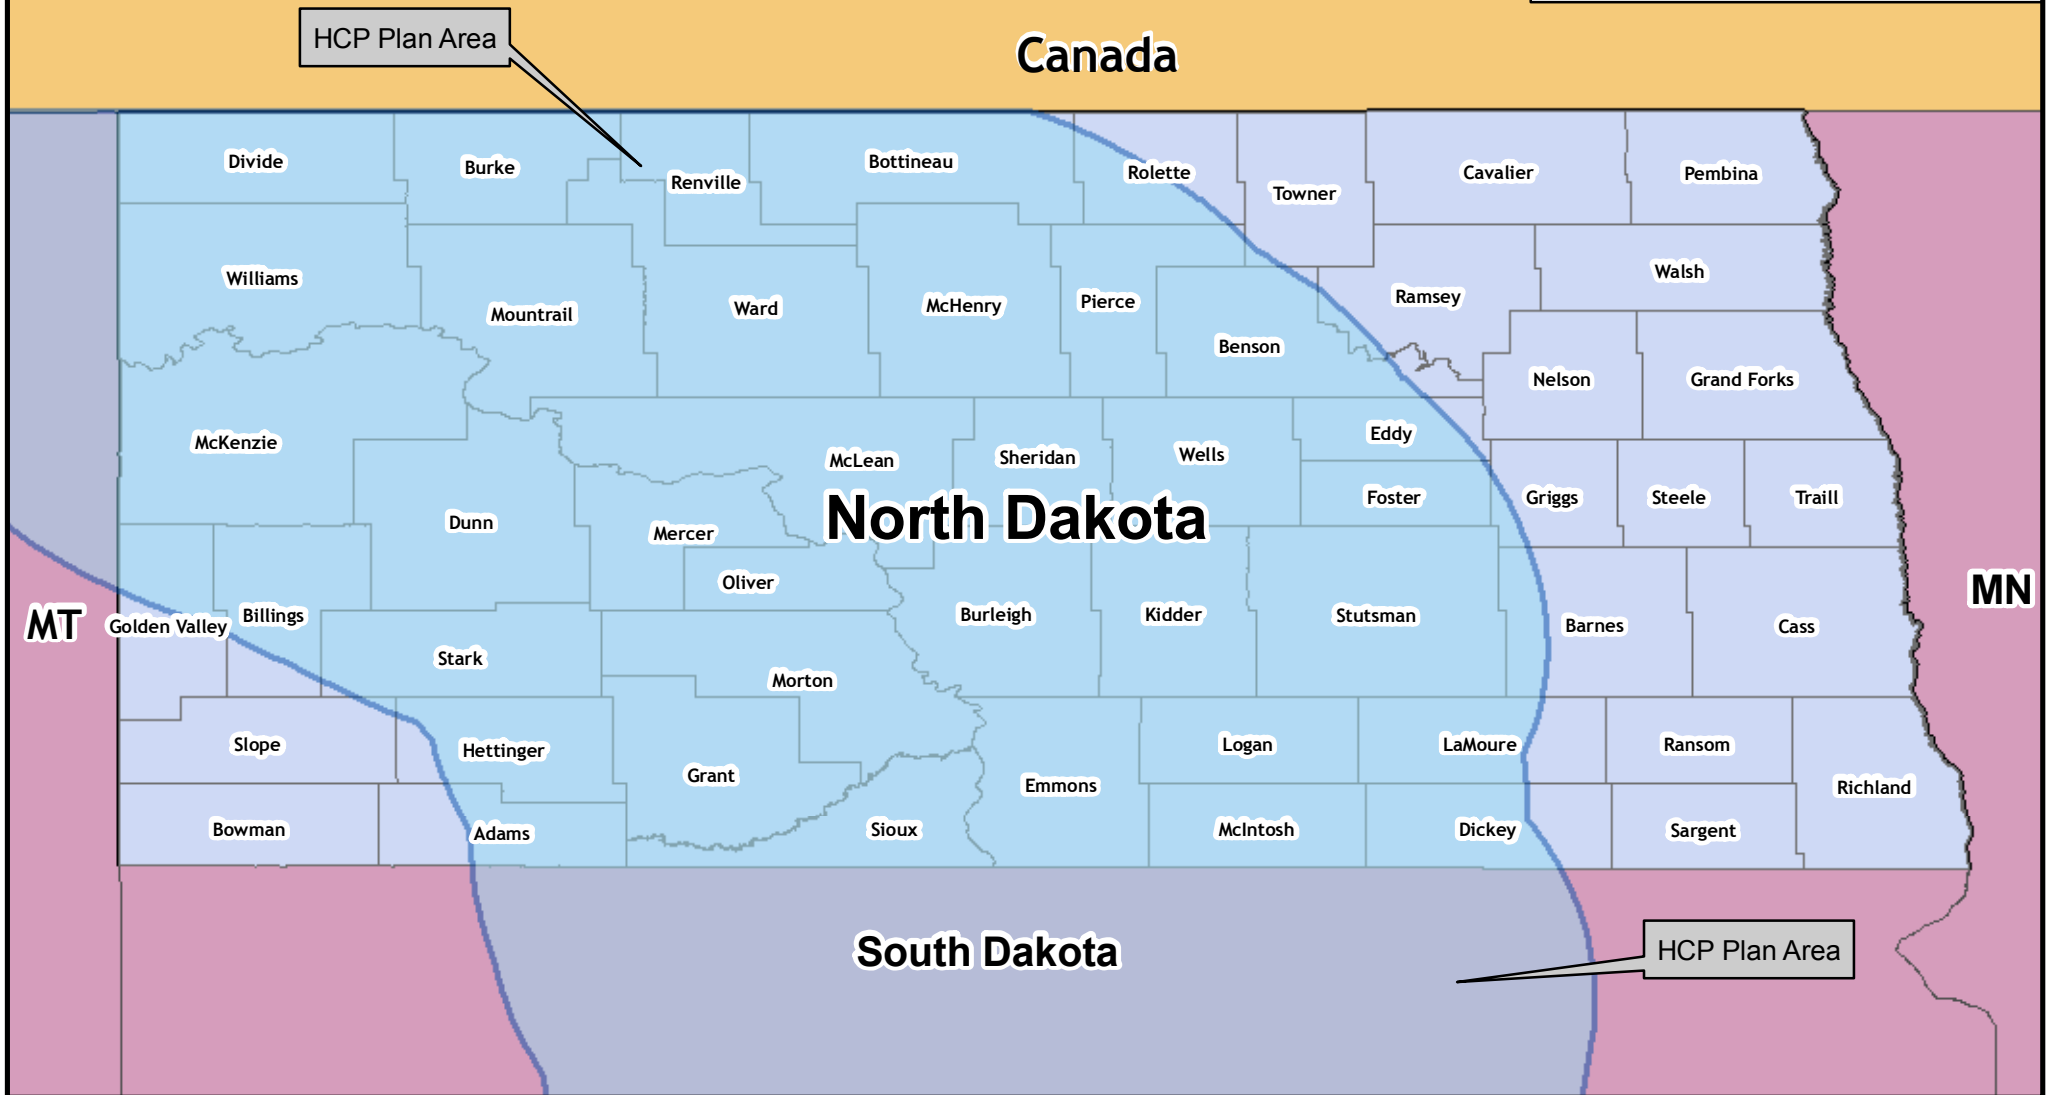 HCP Plan Area
Canada
Divide
Burke
Renville
Bottineau
Rolette
Towner
Cavalier
Pembina
Williams
Mountrail
Ward
McHenry
Pierce
Benson
Ramsey
Walsh
Nelson
Grand Forks
McKenzie
Dunn
McLean
Sheridan
Wells
Eddy
Foster
Griggs
Steele
Traill
North Dakota
Mercer
Oliver
MT
Golden Valley
Billings
Stark
Morton
Burleigh
Kidder
Stutsman
Barnes
Cass
MN
Slope
Hettinger
Grant
Emmons
Logan
LaMoure
Ransom
Richland
Bowman
Adams
Sioux
McIntosh
Dickey
Sargent
South Dakota
HCP Plan Area